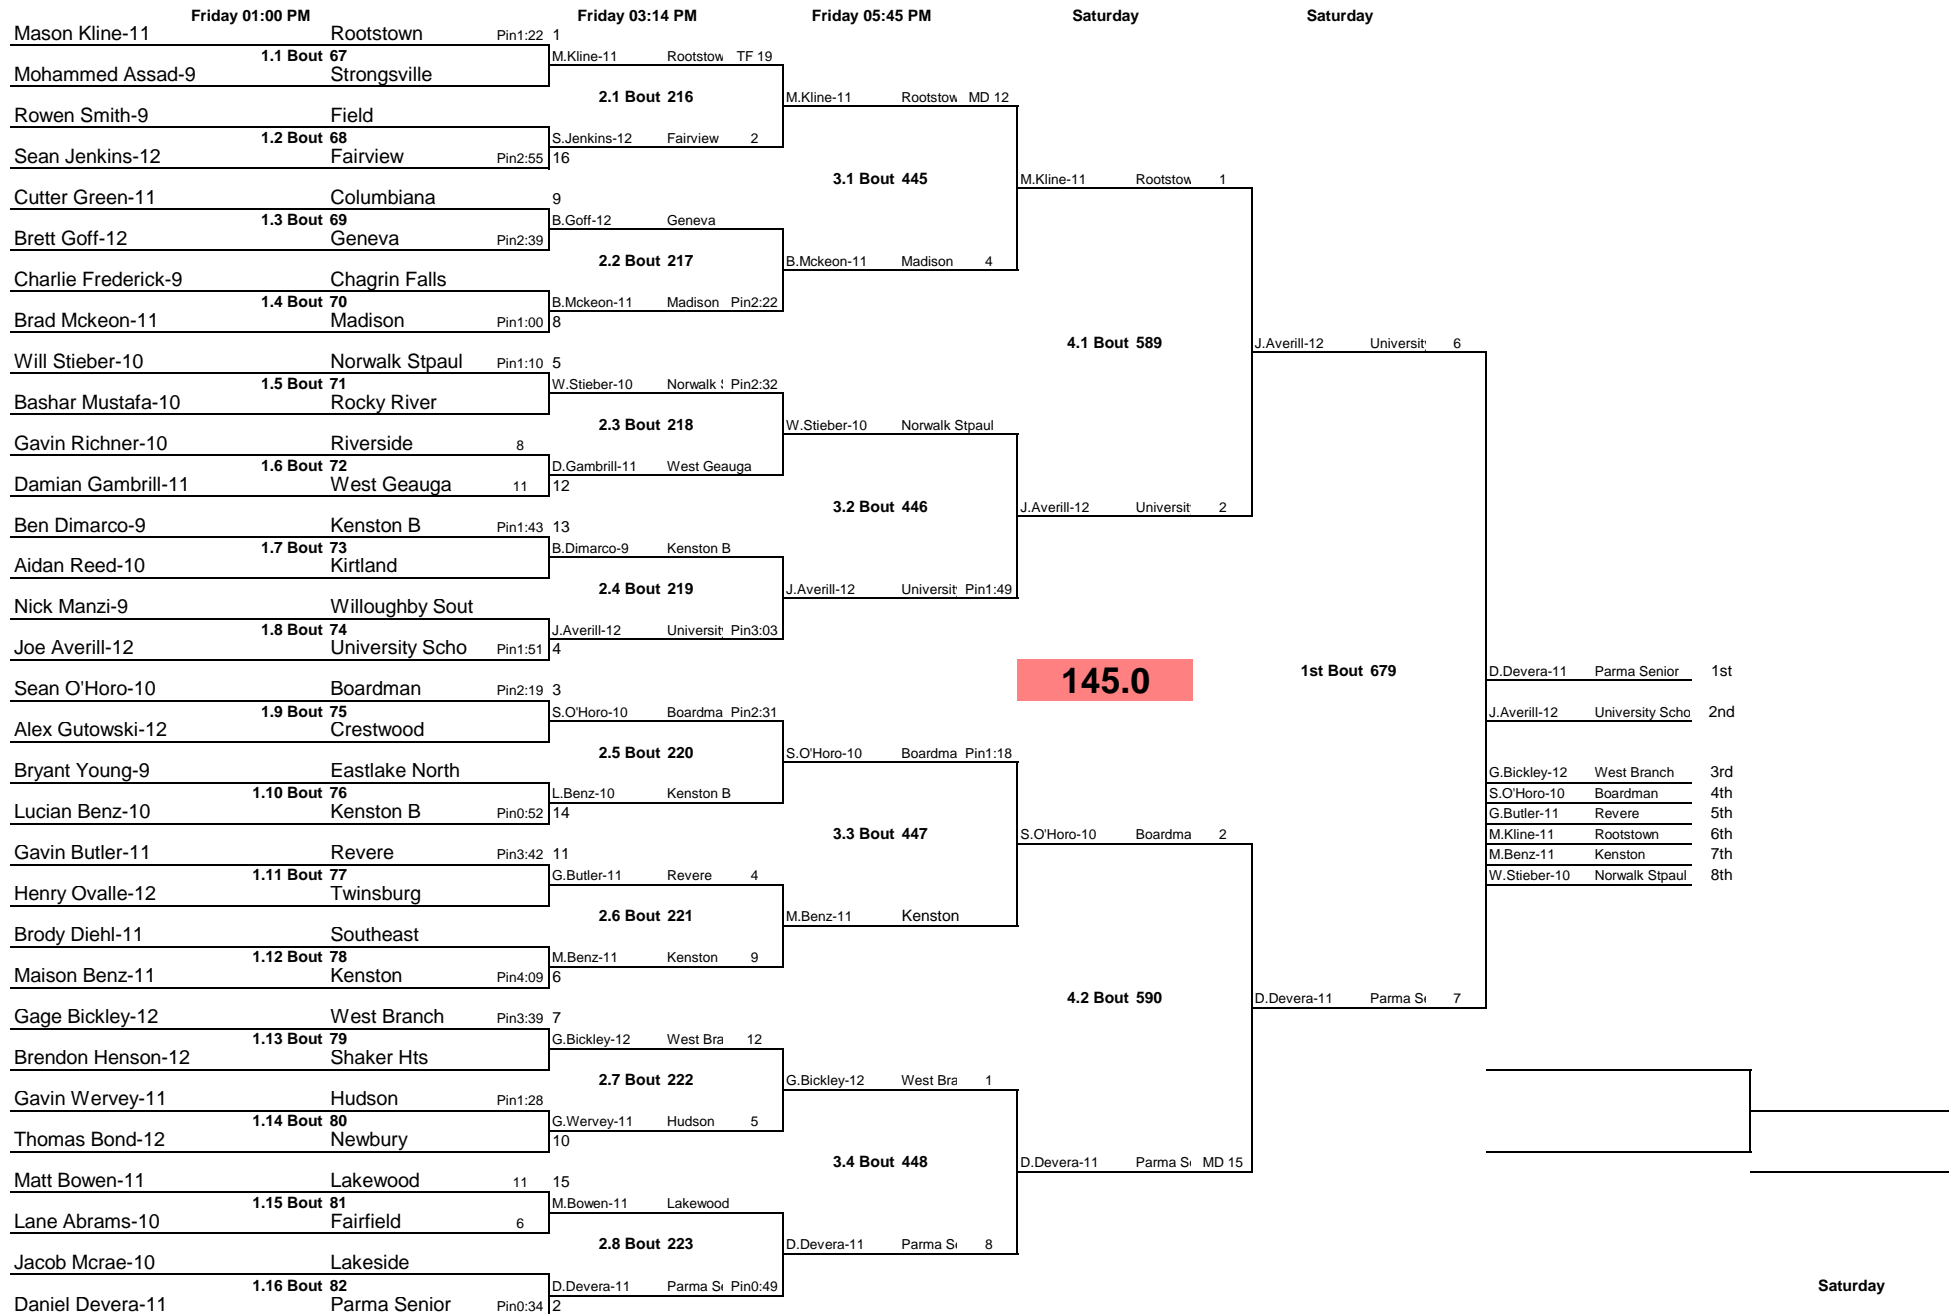 Friday 01:00 PM Friday 03:14 PM Friday 05:45 PM Saturday Saturday
Mason Kline-11 Rootstown Pin1:22 1
1.1 Bout 67 M.Kline-11 Rootstow TF 19
Mohammed Assad-9 Strongsville
2.1 Bout 216 M.Kline-11 Rootstow MD 12
Rowen Smith-9 Field
1.2 Bout 68 S.Jenkins-12 Fairview 2
Sean Jenkins-12 Fairview Pin2:55 16
3.1 Bout 445 M.Kline-11 Rootstow 1
Cutter Green-11 Columbiana 9
1.3 Bout 69 B.Goff-12 Geneva
Brett Goff-12 Geneva Pin2:39
2.2 Bout 217 B.Mckeon-11 Madison 4
Charlie Frederick-9 Chagrin Falls
1.4 Bout 70 B.Mckeon-11 Madison Pin2:22
Brad Mckeon-11 Madison Pin1:00 8
4.1 Bout 589 J.Averill-12 Universit 6
Will Stieber-10 Norwalk Stpaul Pin1:10 5
1.5 Bout 71 W.Stieber-10 Norwalk Pin2:32
Bashar Mustafa-10 Rocky River
2.3 Bout 218 W.Stieber-10 Norwalk Stpaul
Gavin Richner-10 Riverside 8
1.6 Bout 72 D.Gambrill-11 West Geauga
Damian Gambrill-11 West Geauga 11 12
3.2 Bout 446 J.Averill-12 Universit 2
Ben Dimarco-9 Kenston B Pin1:43 13
1.7 Bout 73 B.Dimarco-9 Kenston B
Aidan Reed-10 Kirtland
2.4 Bout 219 J.Averill-12 Universit Pin1:49
Nick Manzi-9 Willoughby Sout
1.8 Bout 74 J.Averill-12 Universit Pin3:03
Joe Averill-12 University Scho Pin1:51 4
145.0 1st Bout 679 D.Devera-11 Parma Senior 1st
Sean O'Horo-10 Boardman Pin2:19 3
1.9 Bout 75 S.O'Horo-10 Boardma Pin2:31 J.Averill-12 University Scho 2nd
Alex Gutowski-12 Crestwood
2.5 Bout 220 S.O'Horo-10 Boardma Pin1:18
Bryant Young-9 Eastlake North G.Bickley-12 West Branch 3rd
1.10 Bout 76 L.Benz-10 Kenston B S.O'Horo-10 Boardman 4th
Lucian Benz-10 Kenston B Pin0:52 14 G.Butler-11 Revere 5th
3.3 Bout 447 S.O'Horo-10 Boardma 2 M.Kline-11 Rootstown 6th
Gavin Butler-11 Revere Pin3:42 11 M.Benz-11 Kenston 7th
1.11 Bout 77 G.Butler-11 Revere 4 W.Stieber-10 Norwalk Stpaul 8th
Henry Ovalle-12 Twinsburg
2.6 Bout 221 M.Benz-11 Kenston
Brody Diehl-11 Southeast
1.12 Bout 78 M.Benz-11 Kenston 9
Maison Benz-11 Kenston Pin4:09 6
4.2 Bout 590 D.Devera-11 Parma Se 7
Gage Bickley-12 West Branch Pin3:39 7
1.13 Bout 79 G.Bickley-12 West Bra 12
Brendon Henson-12 Shaker Hts
2.7 Bout 222 G.Bickley-12 West Bra 1
Gavin Wervey-11 Hudson Pin1:28
1.14 Bout 80 G.Wervey-11 Hudson 5
Thomas Bond-12 Newbury 10
3.4 Bout 448 D.Devera-11 Parma Se MD 15
Matt Bowen-11 Lakewood 11 15
1.15 Bout 81 M.Bowen-11 Lakewood
Lane Abrams-10 Fairfield 6
2.8 Bout 223 D.Devera-11 Parma Se 8
Jacob Mcrae-10 Lakeside
1.16 Bout 82 D.Devera-11 Parma Se Pin0:49 Saturday
Daniel Devera-11 Parma Senior Pin0:34 2